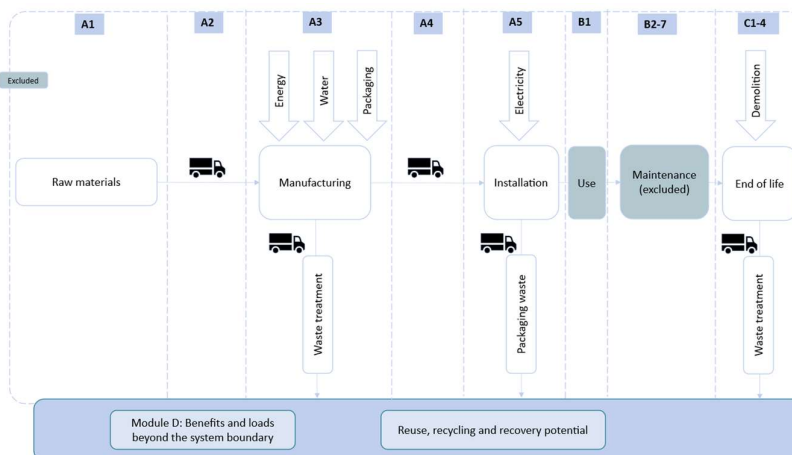 A1
A2
A3
A4
A5
B1
B2-7
C1-4
Excluded
Energy
Water
Packaging
Electricity
Demolition
Raw materials
Manufacturing
Installation
Use
Maintenance
(excluded)
End of life
Waste treatment
Packaging waste
Waste treatment
Module D: Benefits and loads
beyond the system boundary
Reuse, recycling and recovery potential